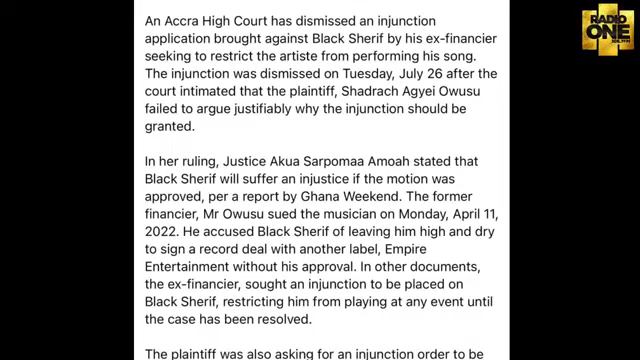 RADIO
ONE
An Accra High Court has dismissed an injunction
application brought against Black Sherif by his ex-financier
seeking to restrict the artiste from performing his song.
The injunction was dismissed on Tuesday, July 26 after the
court intimated that the plaintiff, Shadrach Agyei Owusu
failed to argue justifiably why the injunction should be
granted.
In her ruling, Justice Akua Sarpomaa Amoah stated that
Black Sherif will suffer an injustice if the motion was
approved, per a report by Ghana Weekend. The former
financier, Mr Owusu sued the musician on Monday, April 11,
2022. He accused Black Sherif of leaving him high and dry
to sign a record deal with another label, Empire
Entertainment without his approval. In other documents,
the ex-financier, sought an injunction to be placed on
Black Sherif, restricting him from playing at any event until
the case has been resolved.
The plaintiff was also asking for an injunction order to be